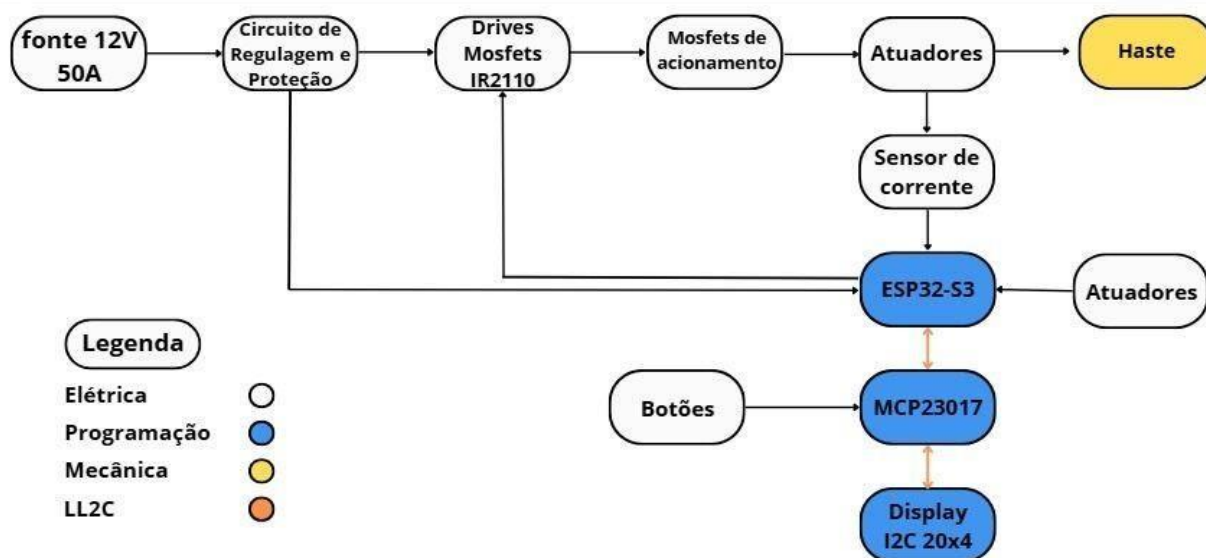 fonte 12V
50A
Circuito de
Regulagem e
Proteção
Drives
Mosfets
IR2110
Mosfets de
acionamento
Atuadores
Haste
Sensor de
corrente
ESP32-S3
Atuadores
Legenda
Elétrica
Programação
Mecânica
LL2C
Botões
MCP23017
Display
I2C 20x4